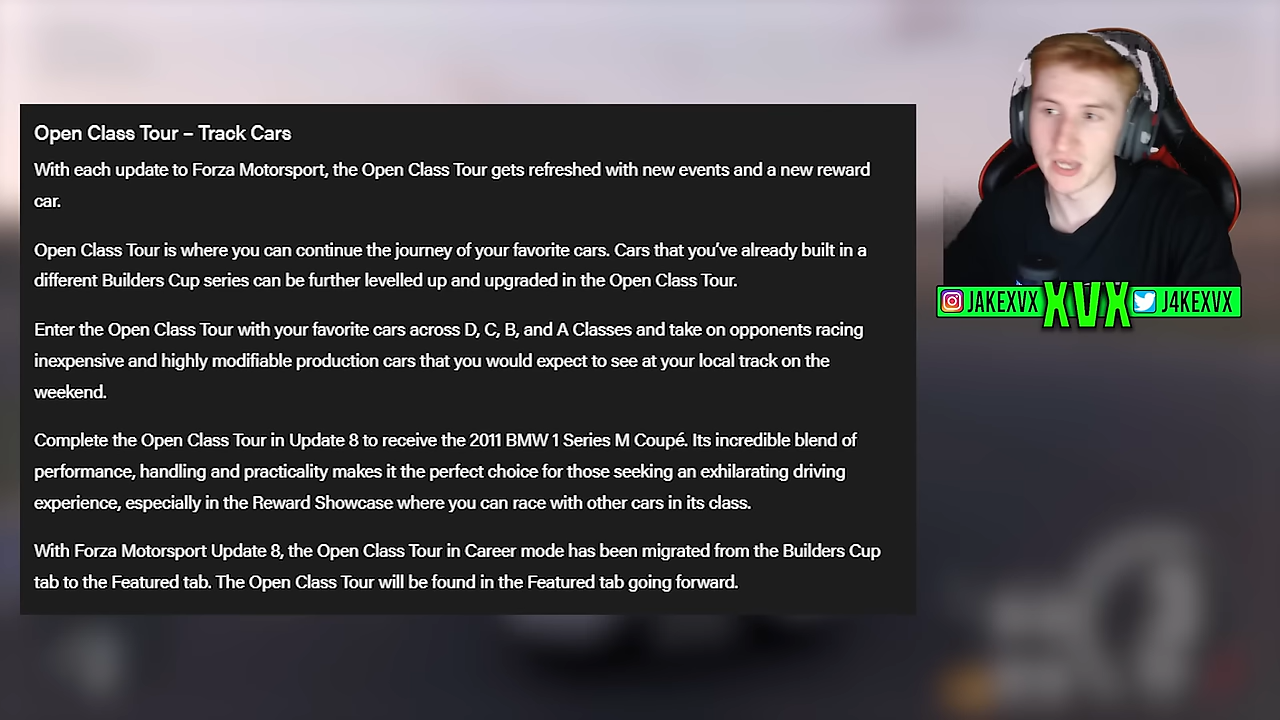 Open Class Tour – Track Cars
With each update to Forza Motorsport, the Open Class Tour gets refreshed with new events and a new reward
car.
Open Class Tour is where you can continue the journey of your favorite cars. Cars that you’ve already built in a
different Builders Cup series can be further levelled up and upgraded in the Open Class Tour.
Enter the Open Class Tour with your favorite cars across D, C, B, and A Classes and take on opponents racing
inexpensive and highly modifiable production cars that you would expect to see at your local track on the
weekend.
Complete the Open Class Tour in Update 8 to receive the 2011 BMW 1 Series M Coupé. Its incredible blend of
performance, handling and practicality makes it the perfect choice for those seeking an exhilarating driving
experience, especially in the Reward Showcase where you can race with other cars in its class.
With Forza Motorsport Update 8, the Open Class Tour in Career mode has been migrated from the Builders Cup
tab to the Featured tab. The Open Class Tour will be found in the Featured tab going forward.
JAKEXVX XVX J4KEXVX